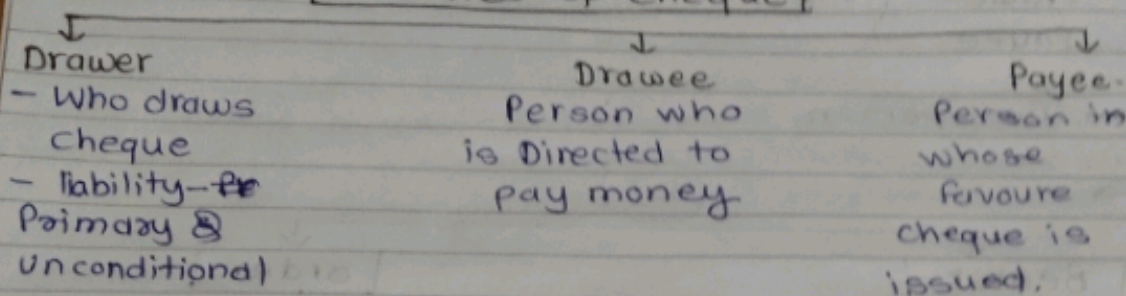 Cheque
Drawer
- Who draws
cheque
- liability-
Primary &
unconditional
Drawee
Person who
is Directed to
pay money
Payee.
Person in
whose
favoure
cheque is
issued.